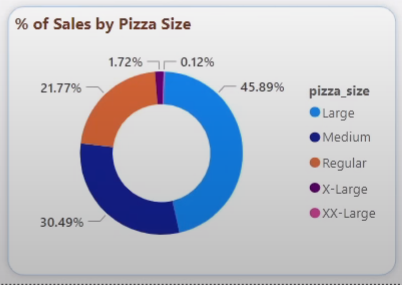 % of Sales by Pizza Size
1.72%
0.12%
21.77%
45.89%
30.49%
pizza_size
Large
Medium
Regular
X-Large
XX-Large